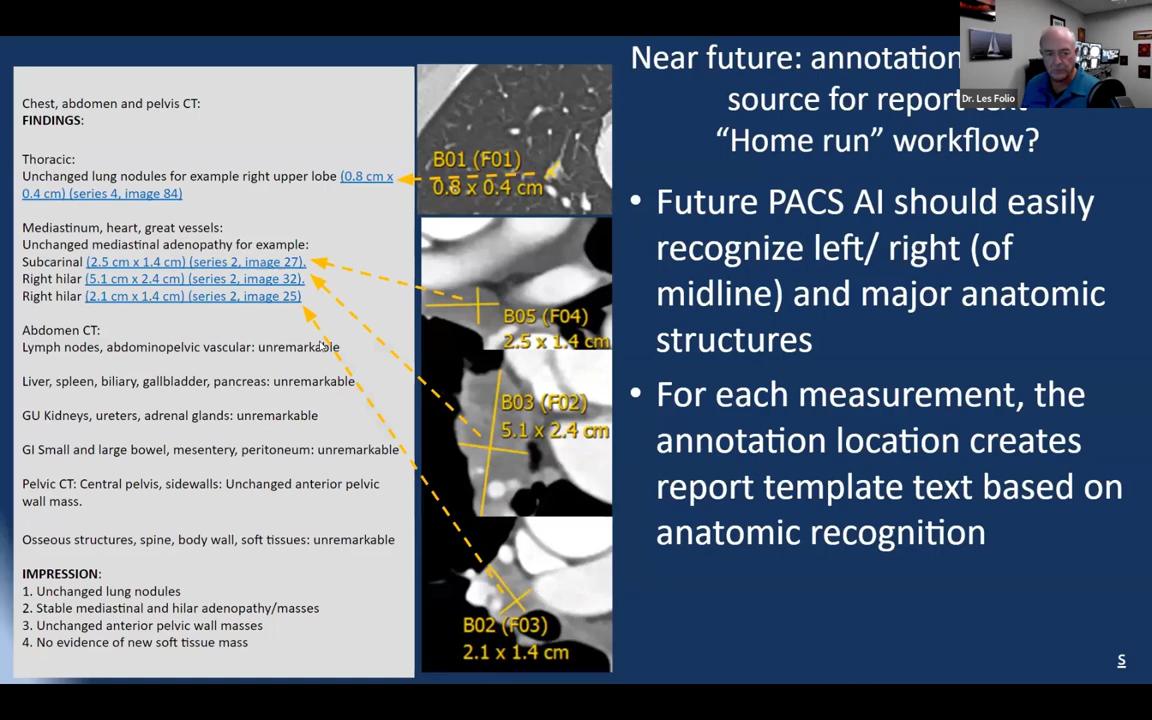 Chest, abdomen and pelvis CT:
FINDINGS:
Thoracic:
Unchanged lung nodules for example right upper lobe (0.8 cm x
0.4 cm) (series 4, image 84)
Mediastinum, heart, great vessels:
Unchanged mediastinal adenopathy for example:
Subcarinal (2.5 cm x 1.4 cm) (series 2, image 27).
Right hilar (5.1 cm x 2.4 cm) (series 2, image 32).
Right hilar (2.1 cm x 1.4 cm) (series 2, image 25)
Abdomen CT:
Lymph nodes, abdominopelvic vascular: unremarkable
Liver, spleen, biliary, gallbladder, pancreas: unremarkable
GU Kidneys, ureters, adrenal glands: unremarkable
GI Small and large bowel, mesentery, peritoneum: unremarkable
Pelvic CT: Central pelvis, sidewalls: Unchanged anterior pelvic
wall mass.
Osseous structures, spine, body wall, soft tissues: unremarkable
IMPRESSION:
1. Unchanged lung nodules
2. Stable mediastinal and hilar adenopathy/masses
3. Unchanged anterior pelvic wall masses
4. No evidence of new soft tissue mass
B01 (F01)
0.8 x 0.4 cm
B05 (F04)
2.5 x 1.4 cm
B03 (F02)
5.1 x 2.4 cm
B02 (F03)
2.1 x 1.4 cm
Near future: annotation
source for report text
“Home run” workflow?
• Future PACS AI should easily
recognize left/ right (of
midline) and major anatomic
structures
• For each measurement, the
annotation location creates
report template text based on
anatomic recognition
Dr. Les Folio
S